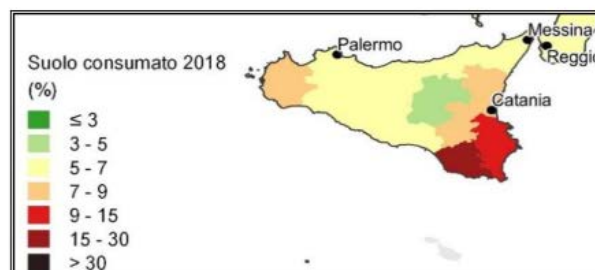 Messina
Palermo
Reggio
Suolo consumato 2018
(%)
Catania
≤ 3
3 - 5
5 - 7
7 - 9
9 - 15
15 - 30
> 30